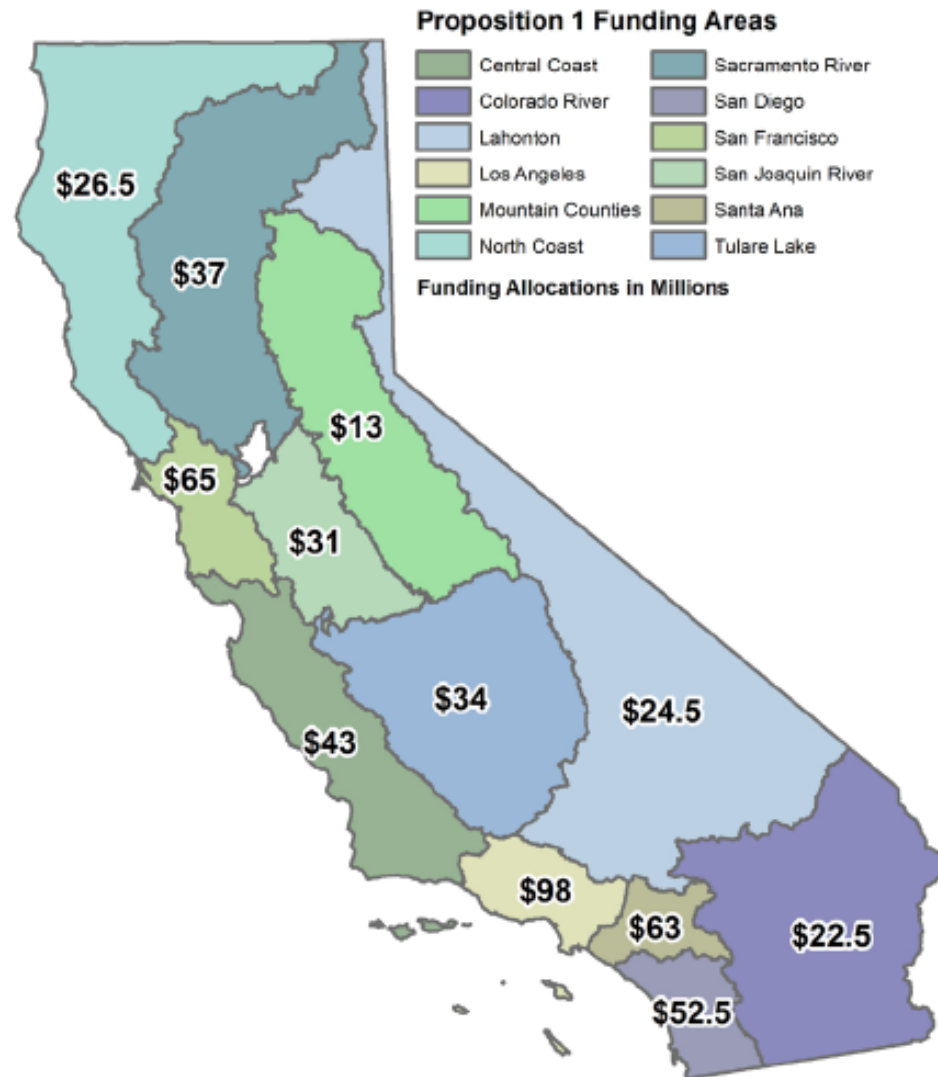 Proposition 1 Funding Areas
Central Coast
Sacramento River
Colorado River
San Diego
Lahonton
San Francisco
Los Angeles
San Joaquin River
Mountain Counties
Santa Ana
North Coast
Tulare Lake
Funding Allocations in Millions
$26.5
$37
$13
$65
$31
$34
$24.5
$43
$98
$63
$22.5
$52.5